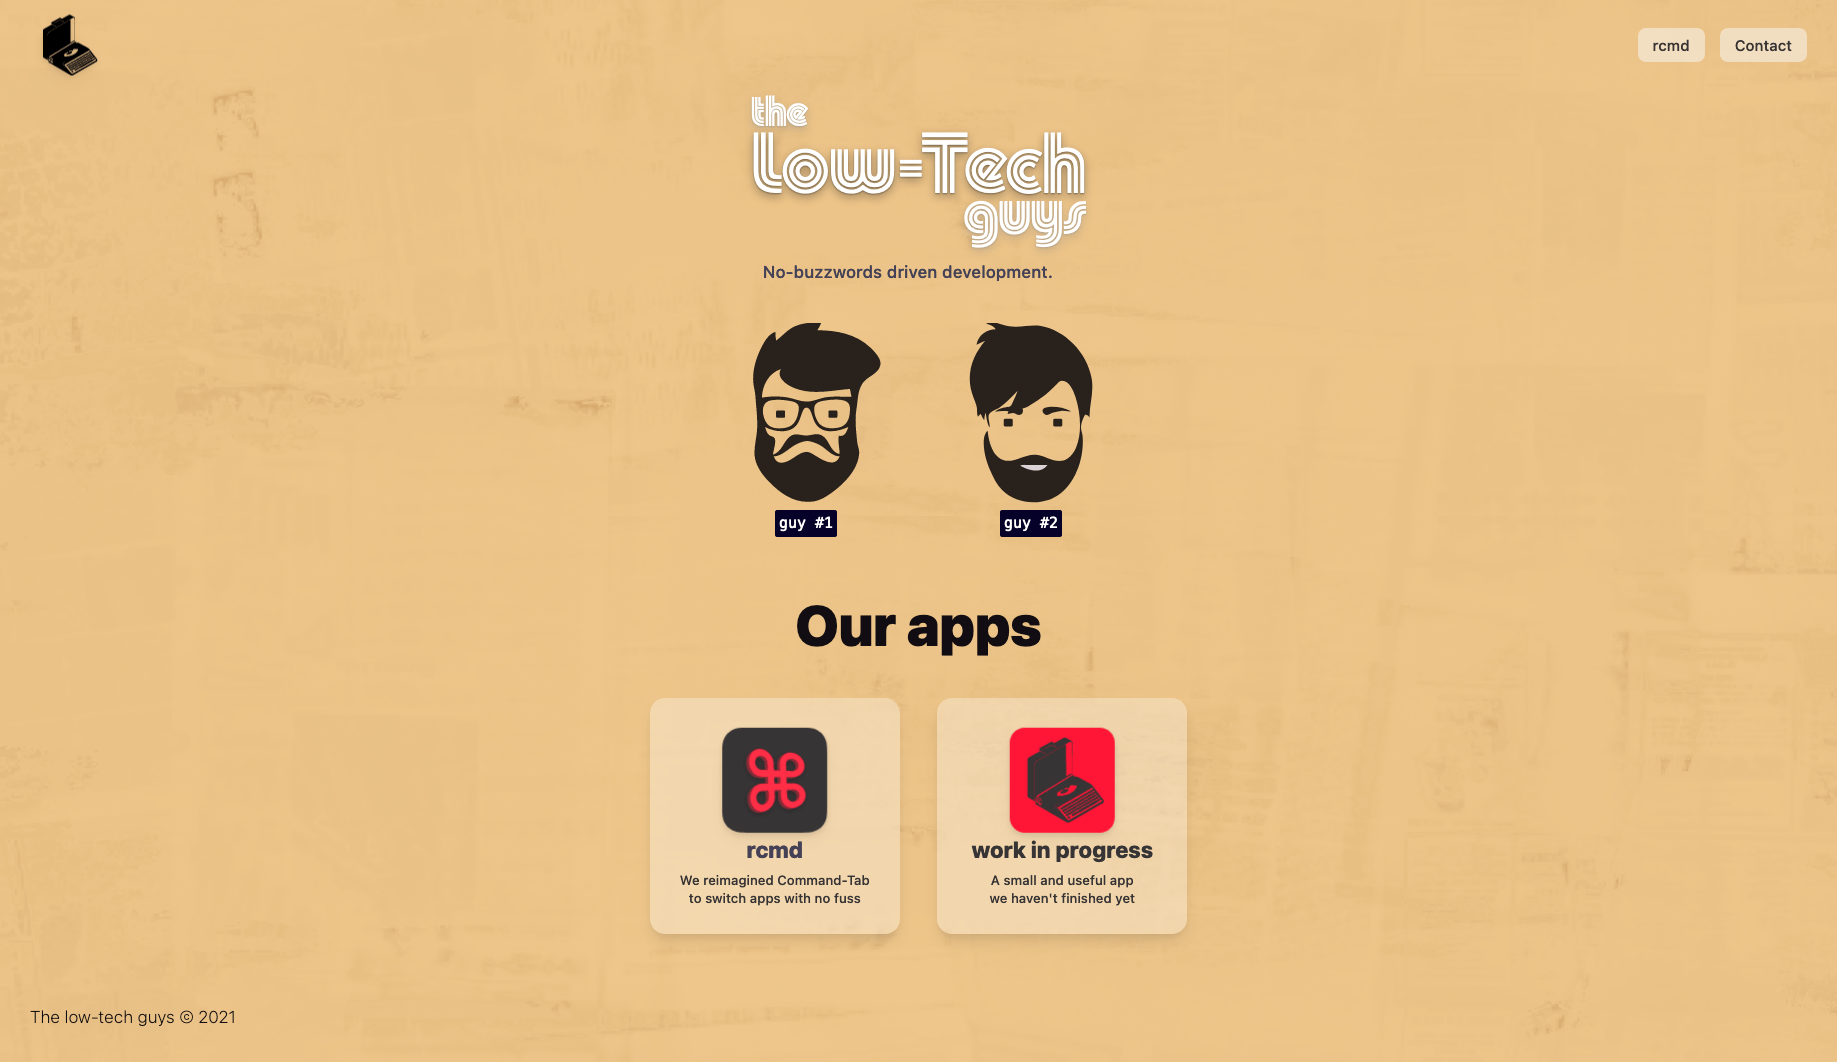 rcmd
Contact
the
Low-Tech
guys
No-buzzwords driven development.
guy #1
guy #2
Our apps
rcmd
We reimagined Command-Tab
to switch apps with no fuss
work in progress
A small and useful app
we haven't finished yet
The low-tech guys © 2021